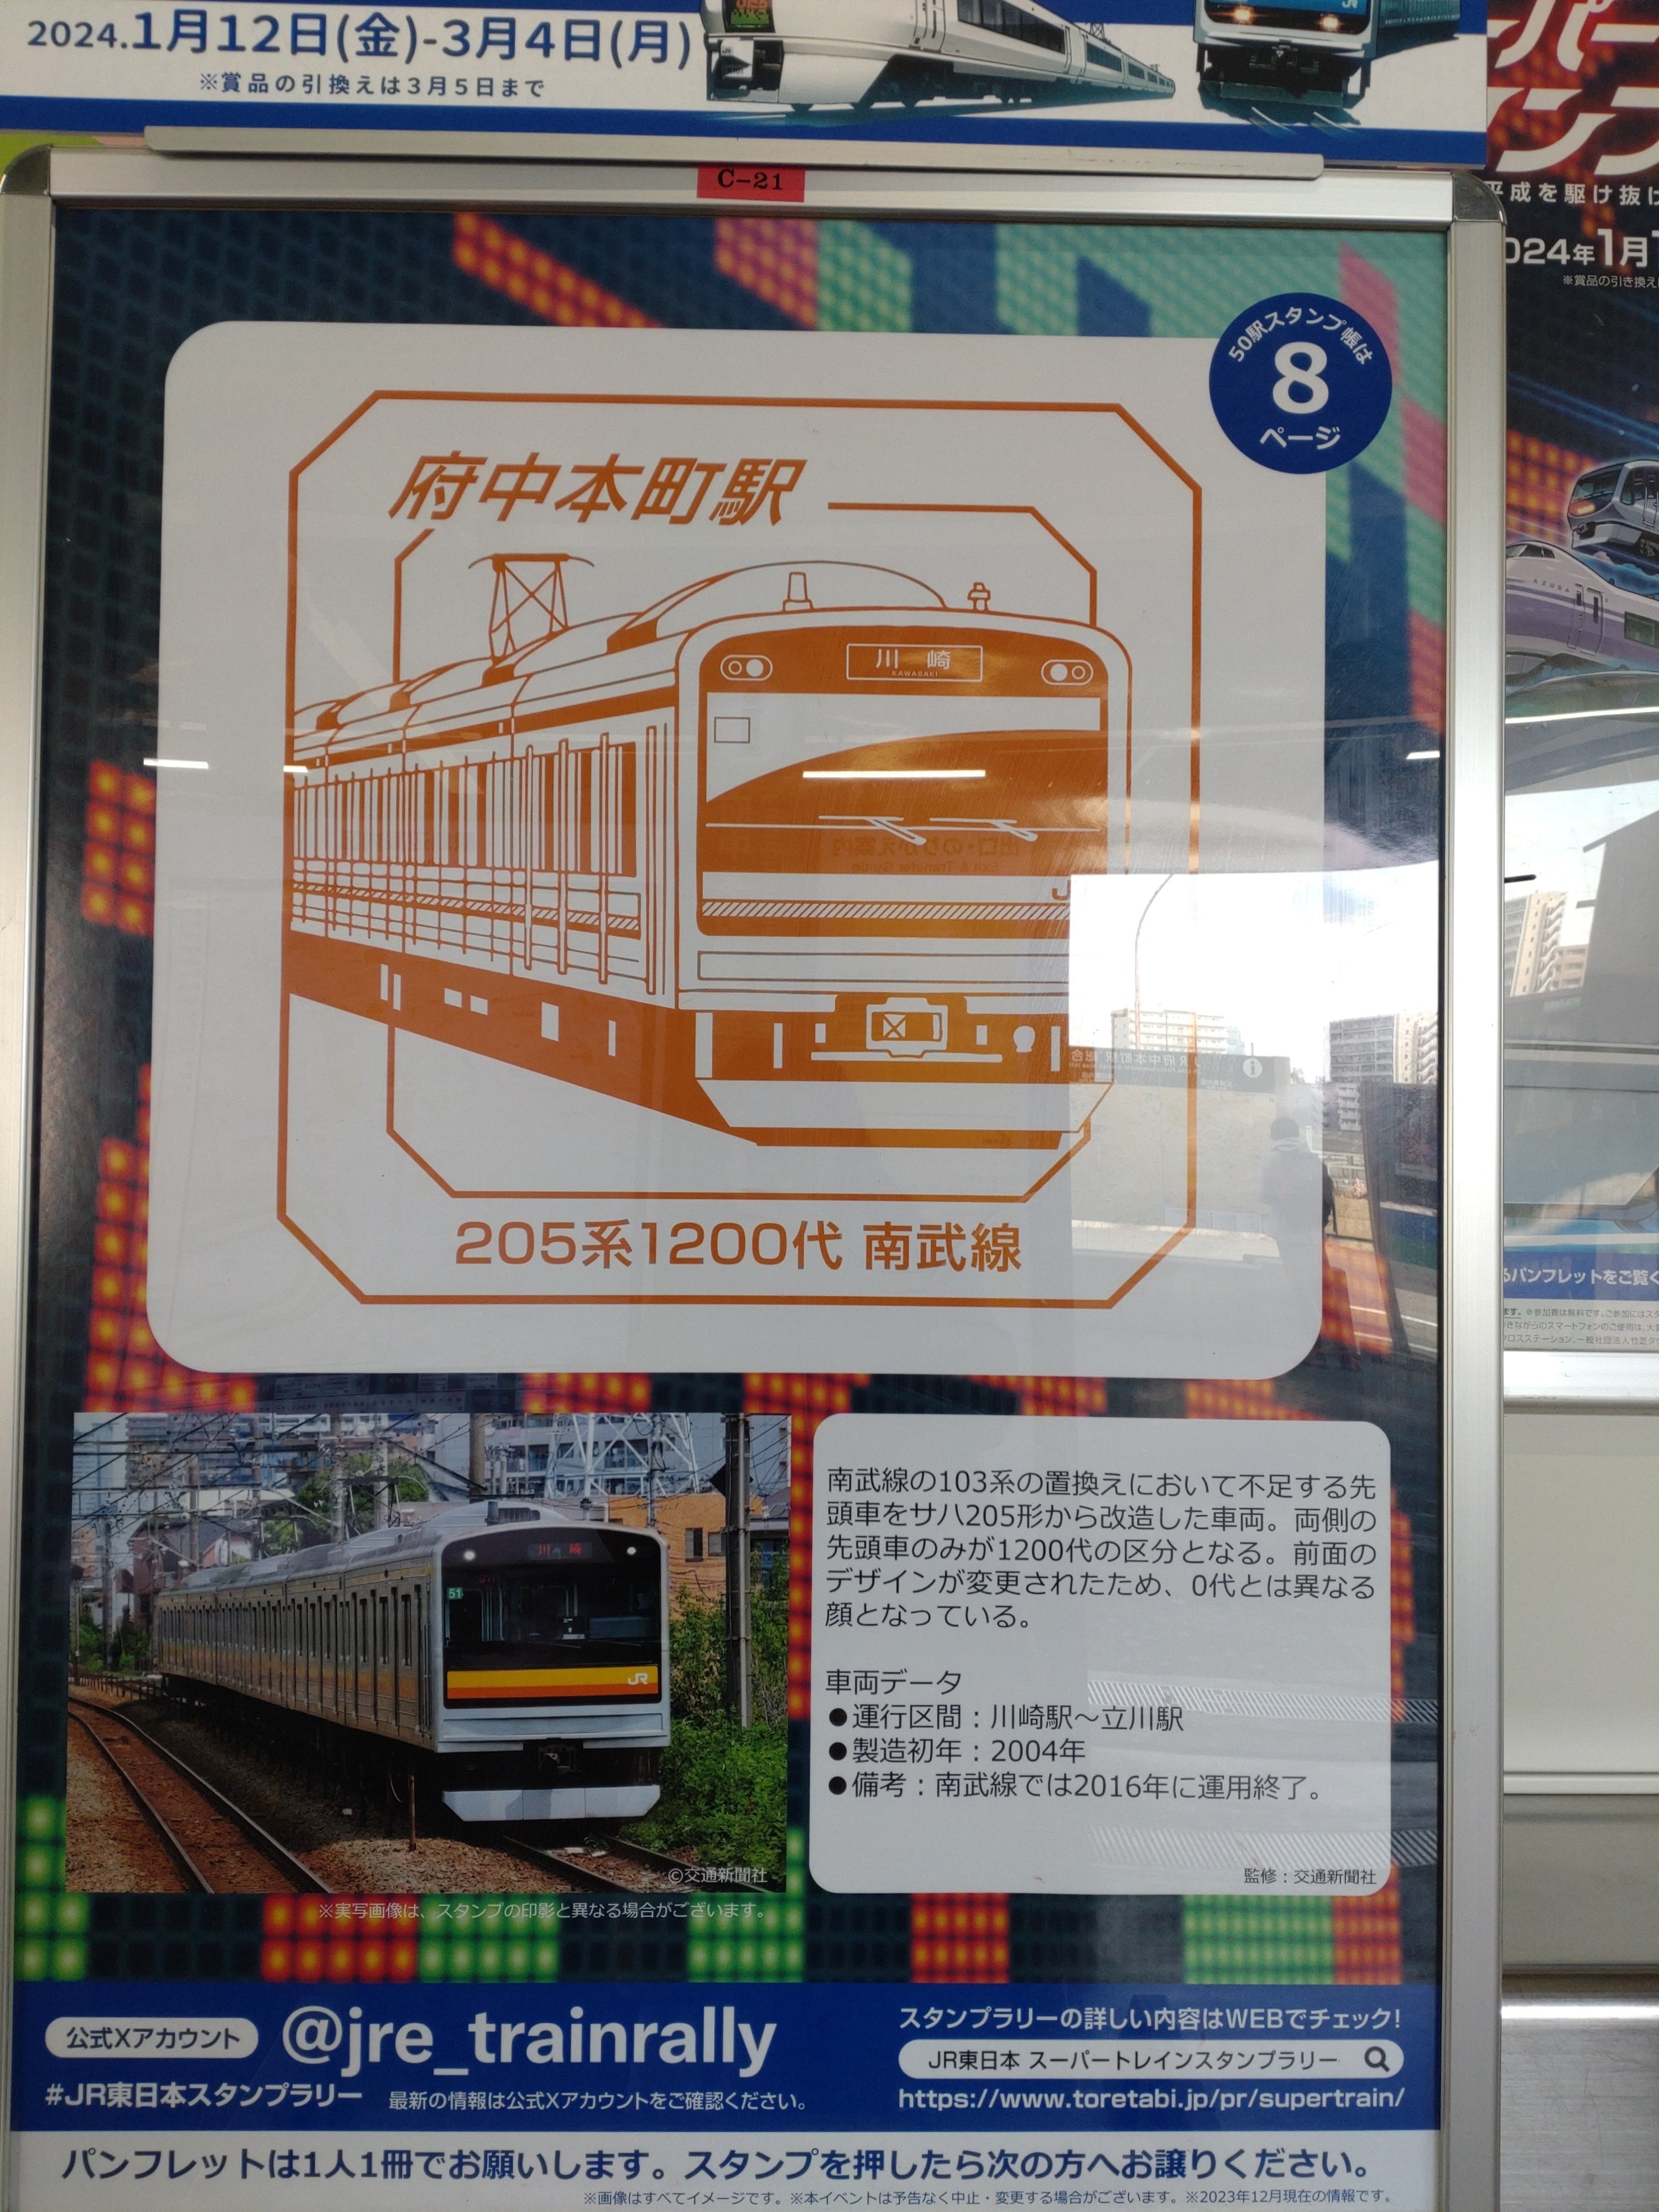 2024.1月12日(金)-3月4日(月)
※賞品の引換えは3月5日まで
C-21
50駅スタンプ帳は
8
ページ
府中本町駅
川崎
KAWASAKI
205系1200代 南武線
川崎
51
JR
©交通新聞社
※実写画像は、スタンプの印影と異なる場合がございます。
南武線の103系の置換えにおいて不足する先
頭車をサハ205形から改造した車両。両側の
先頭車のみが1200代の区分となる。前面の
デザインが変更されたため、0代とは異なる
顔となっている。
車両データ
●運行区間：川崎駅～立川駅
●製造初年：2004年
●備考：南武線では2016年に運用終了。
監修：交通新聞社
公式Xアカウント
@jre_trainrally
#JR東日本スタンプラリー 最新の情報は公式Xアカウントをご確認ください。
スタンプラリーの詳しい内容はWEBでチェック!
JR東日本 スーパートレインスタンプラリー
https://www.toretabi.jp/pr/supertrain/
パンフレットは1人1冊でお願いします。スタンプを押したら次の方へお譲りください。
※画像はすべてイメージです。※本イベントは予告なく中止・変更する場合がございます。※2023年12月現在の情報です。
平成を駆け抜け
024年1月
※賞品の引き換え
AZUSA
るパンフレットをご覧く